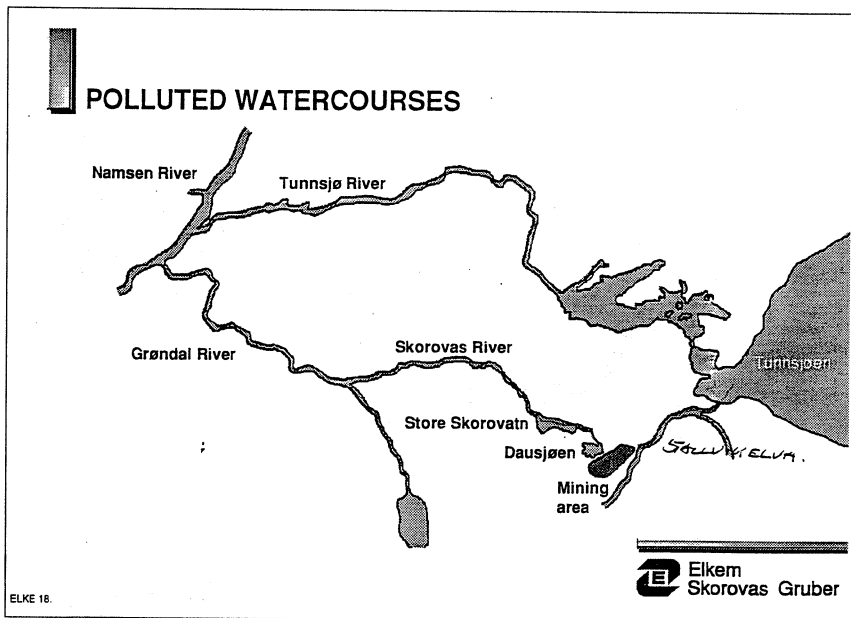 POLLUTED WATERCOURSES
Namsen River
Tunnsjø River
Grøndal River
Skorovas River
Tunnsjøen
Store Skorovatn
Dausjøen
Mining
area
Elkem
Skorovas Gruber
ELKE 18.